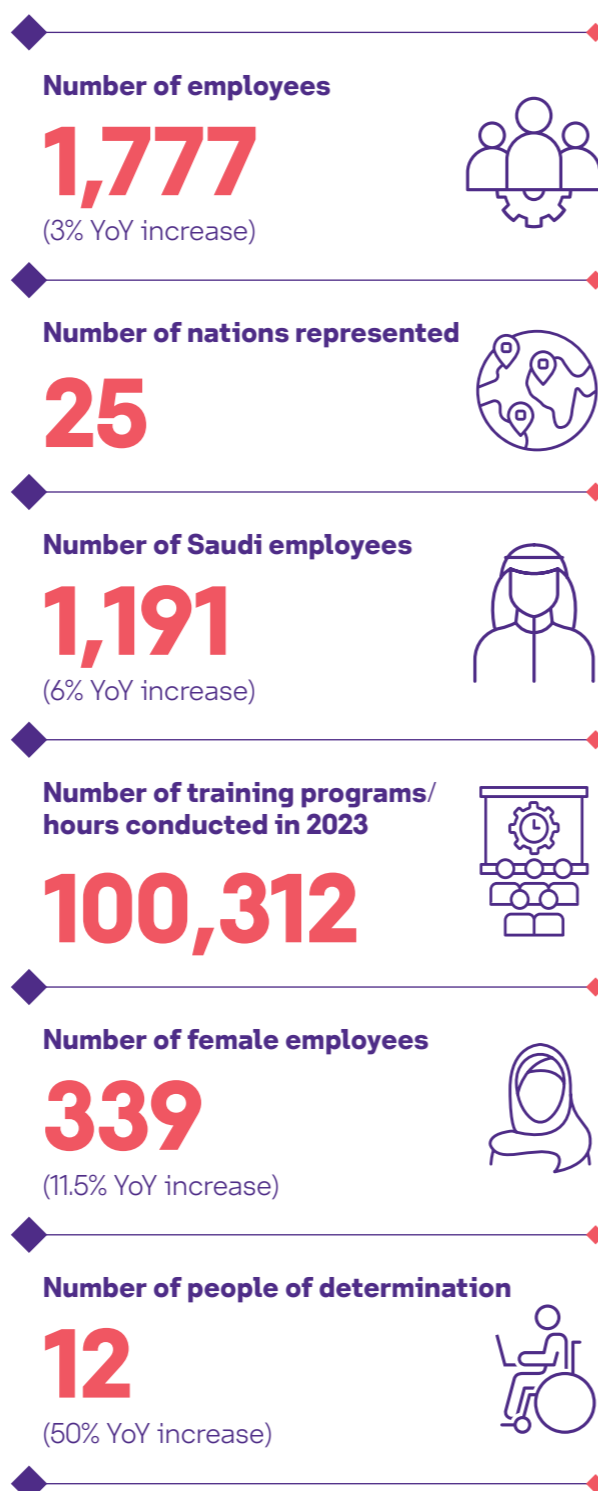 Number of employees
1,777
(3% YoY increase)
Number of nations represented
25
Number of Saudi employees
1,191
(6% YoY increase)
Number of training programs/
hours conducted in 2023
100,312
Number of female employees
339
(11.5% YoY increase)
Number of people of determination
12
(50% YoY increase)